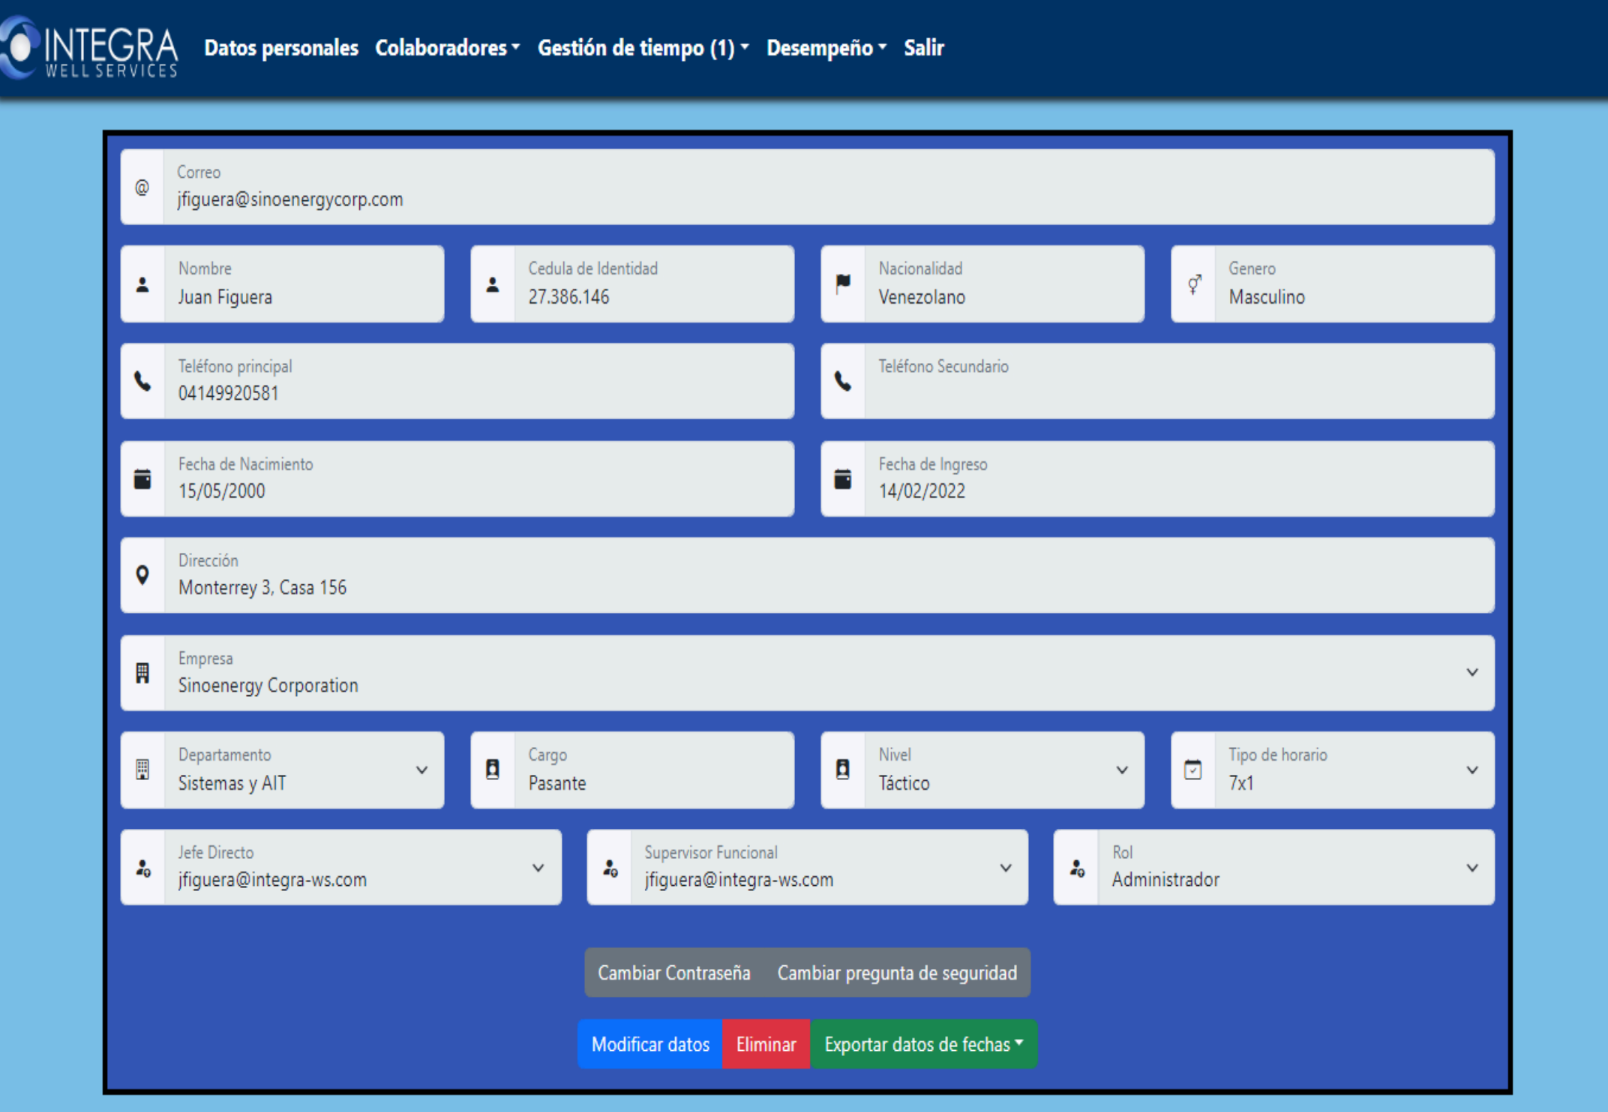 INTEGRA
WELL SERVICES
Datos personales Colaboradores Gestión de tiempo (1) Desempeño Salir
@ Correo
jfiguera@sinoenergycorp.com
Nombre Cedula de Identidad Nacionalidad Genero
Juan Figuera 27.386.146 Venezolano Masculino
Teléfono principal Teléfono Secundario
04149920581
Fecha de Nacimiento Fecha de Ingreso
15/05/2000 14/02/2022
Dirección
Monterrey 3, Casa 156
Empresa
Sinoenergy Corporation
Departamento Cargo Nivel Tipo de horario
Sistemas y AIT Pasante Táctico 7x1
Jefe Directo Supervisor Funcional Rol
jfiguera@integra-ws.com jfiguera@integra-ws.com Administrador
Cambiar Contraseña Cambiar pregunta de seguridad
Modificar datos Eliminar Exportar datos de fechas